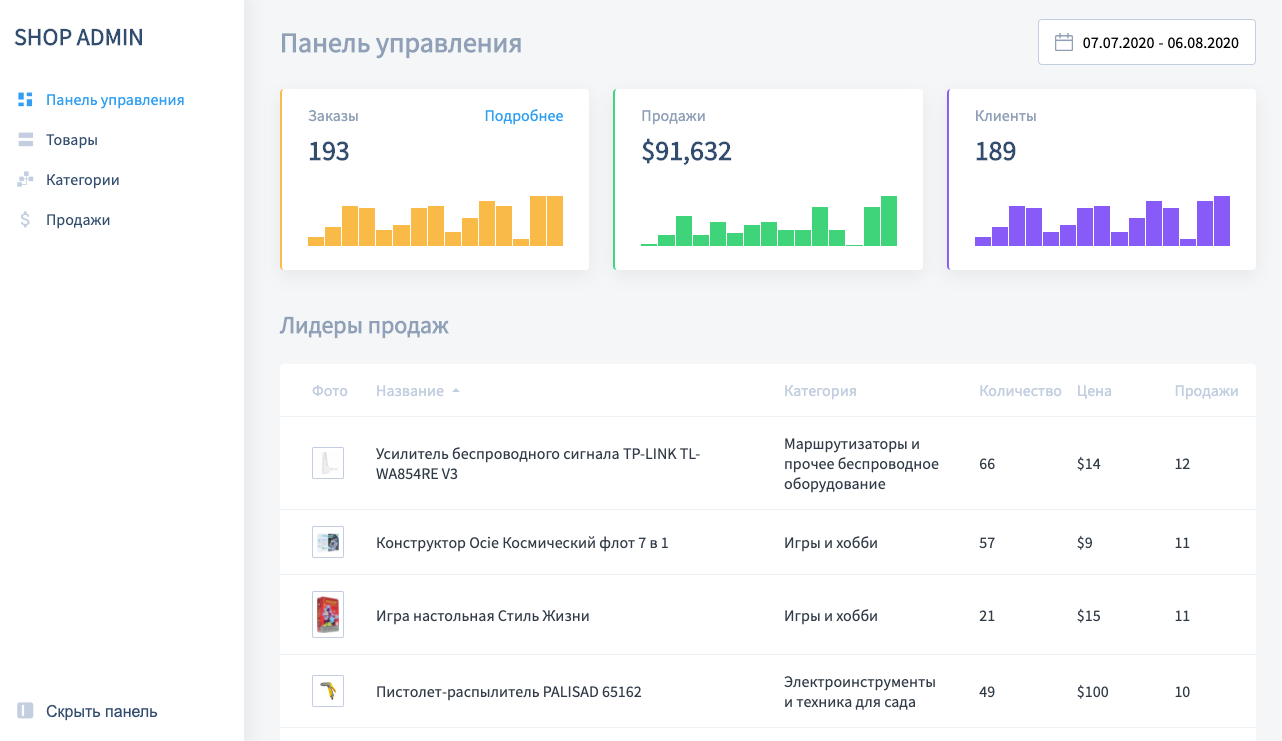 SHOP ADMIN
Панель управления
Товары
Категории
Продажи
Скрыть панель
Панель управления
07.07.2020 - 06.08.2020
Заказы
Подробнее
193
Продажи
$91,632
Клиенты
189
Лидеры продаж
Фото Название Категория Количество Цена Продажи
Усилитель беспроводного сигнала TP-LINK TL-
WA854RE V3
Маршрутизаторы и
прочее беспроводное
оборудование
66 $14 12
Конструктор Ocie Космический флот 7 в 1 Игры и хобби 57 $9 11
Игра настольная Стиль Жизни Игры и хобби 21 $15 11
Пистолет-распылитель PALISAD 65162
Электроинструменты
и техника для сада
49 $100 10